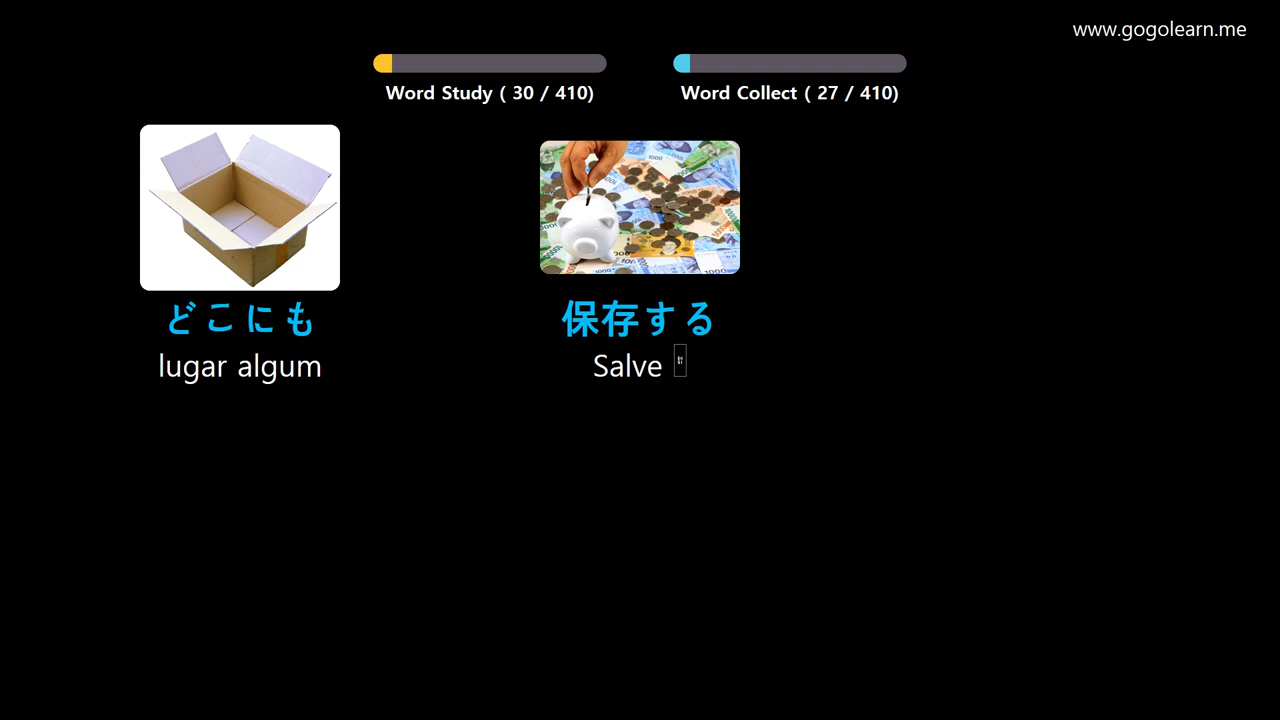 www.gogolearn.me
Word Study ( 30 / 410)
Word Collect ( 27 / 410)
どこにも
lugar algum
保存する
Salve